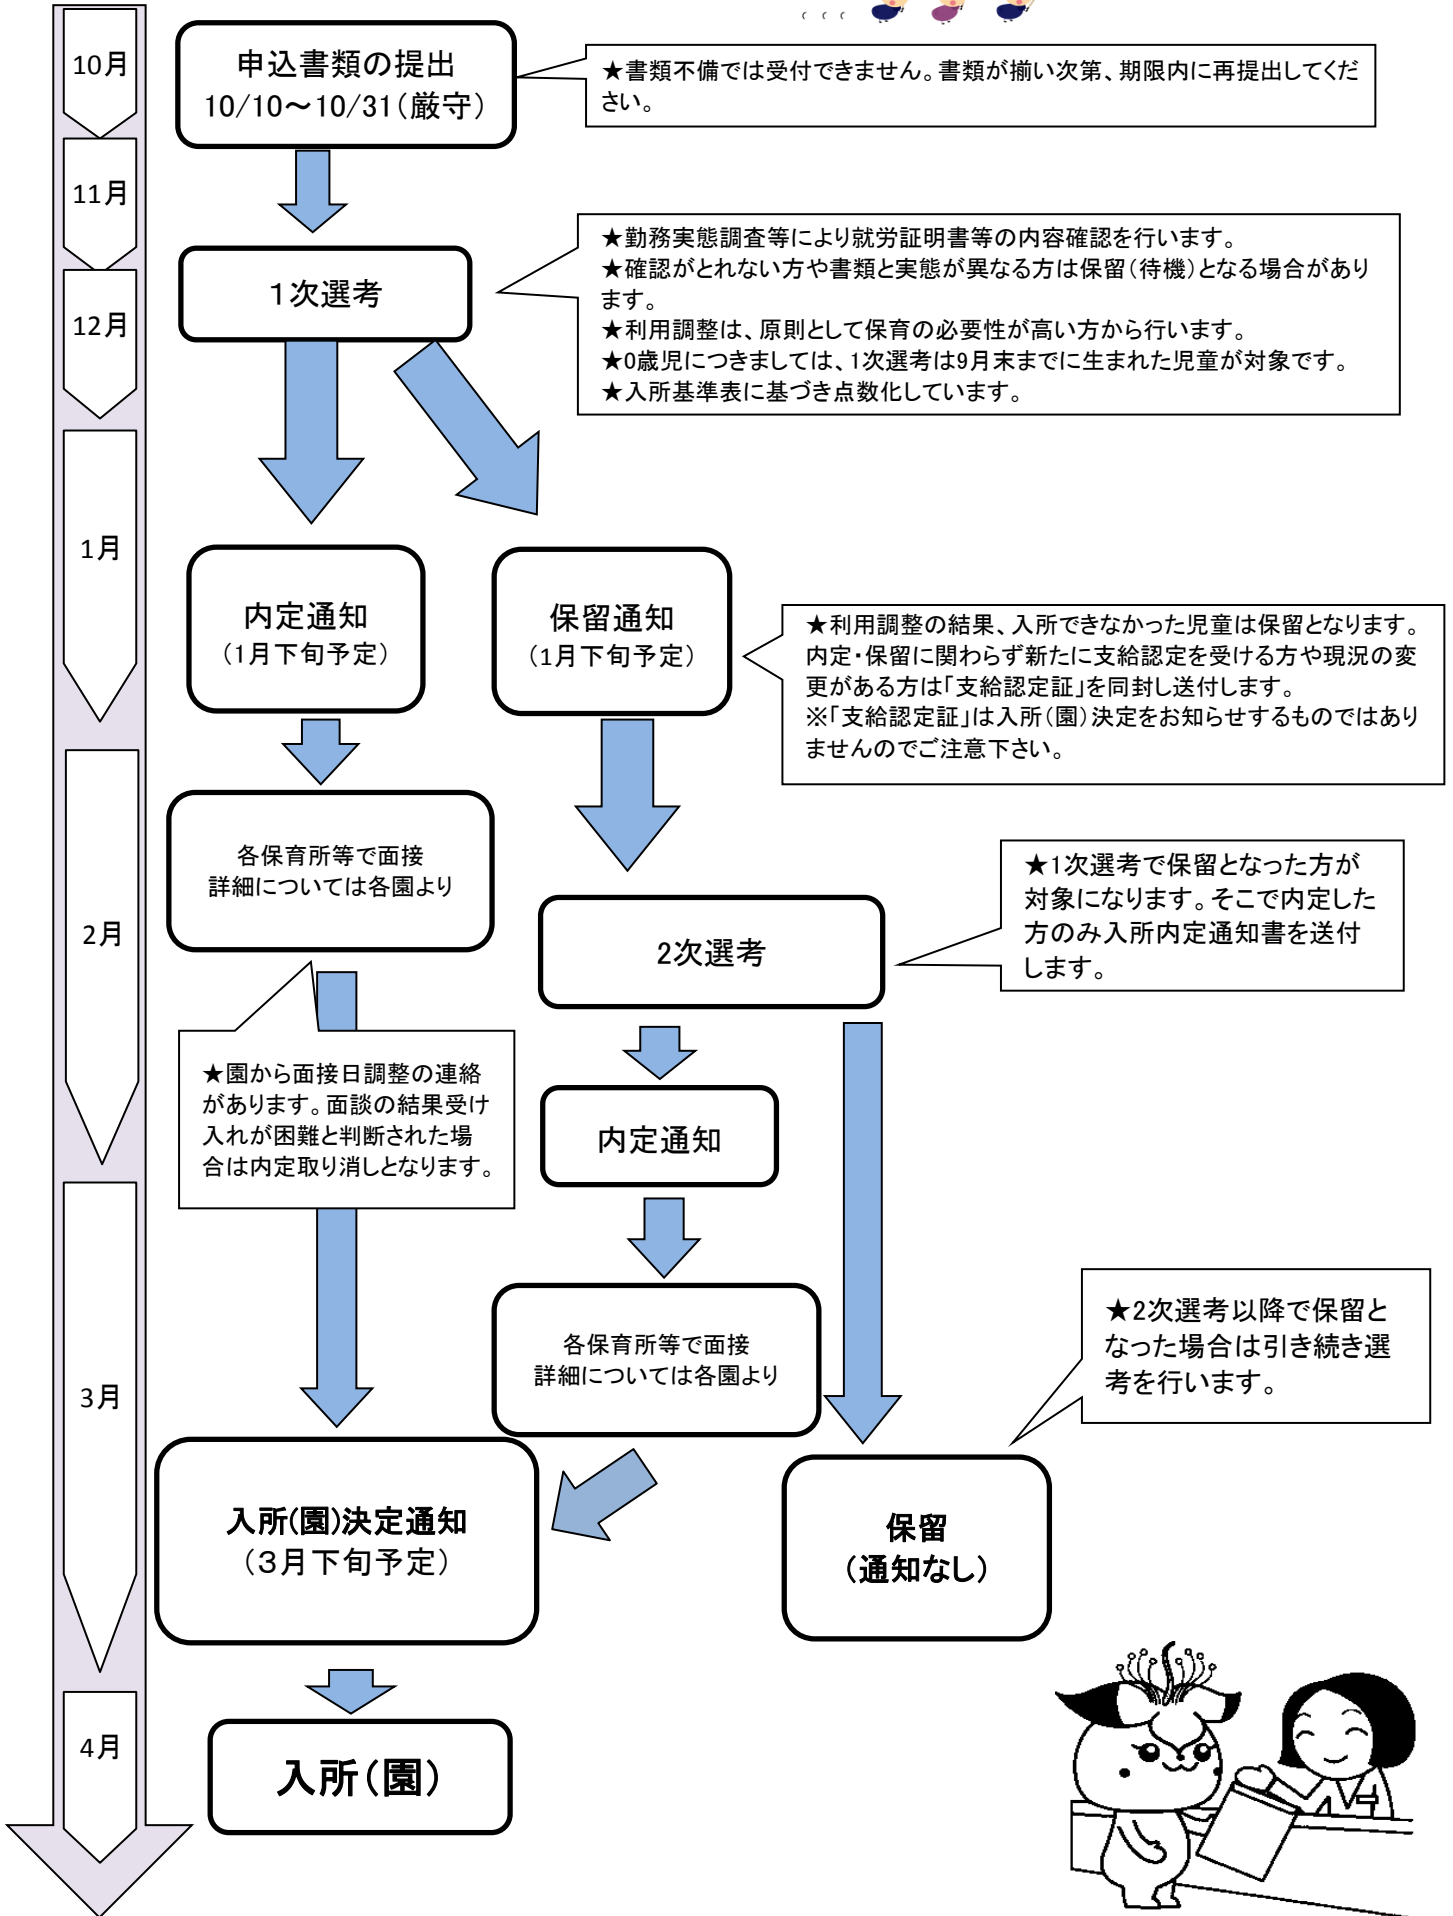 10月
申込書類の提出
10/10～10/31(厳守)
★書類不備では受付できません。書類が揃い次第、期限内に再提出してくだ
さい。
11月
12月
１次選考
★勤務実態調査等により就労証明書等の内容確認を行います。
★確認がとれない方や書類と実態が異なる方は保留(待機)となる場合があり
ます。
★利用調整は、原則として保育の必要性が高い方から行います。
★0歳児につきましては、1次選考は9月末までに生まれた児童が対象です。
★入所基準表に基づき点数化しています。
1月
内定通知
(1月下旬予定)
保留通知
(1月下旬予定)
★利用調整の結果、入所できなかった児童は保留となります。
内定・保留に関わらず新たに支給認定を受ける方や現況の変
更がある方は「支給認定証」を同封し送付します。
※「支給認定証」は入所(園)決定をお知らせするものではあり
ませんのでご注意下さい。
2月
各保育所等で面接
詳細については各園より
2次選考
★1次選考で保留となった方が
対象になります。そこで内定した
方のみ入所内定通知書を送付
します。
★園から面接日調整の連絡
があります。面談の結果受け
入れが困難と判断された場
合は内定取り消しとなります。
内定通知
3月
各保育所等で面接
詳細については各園より
★2次選考以降で保留と
なった場合は引き続き選
考を行います。
入所(園)決定通知
(３月下旬予定)
保留
(通知なし)
4月
入所(園)